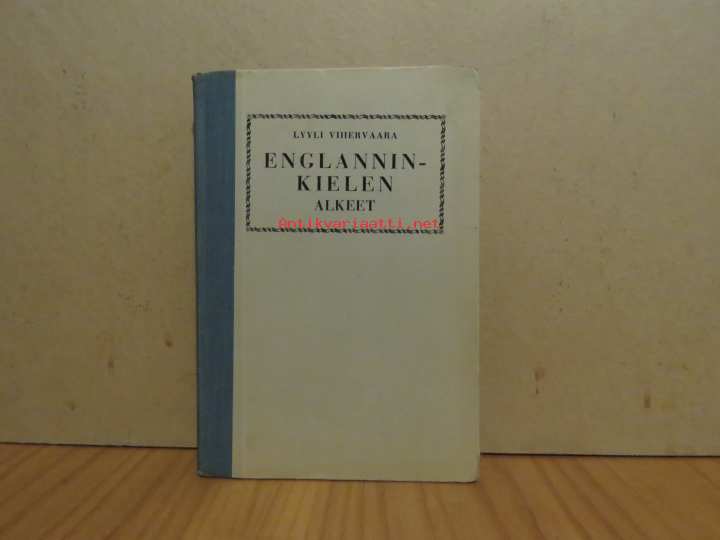 LYYLI VIHERVAARA
ENGLANNIN-
KIELEN
ALKEET
Antikvariaatti.net